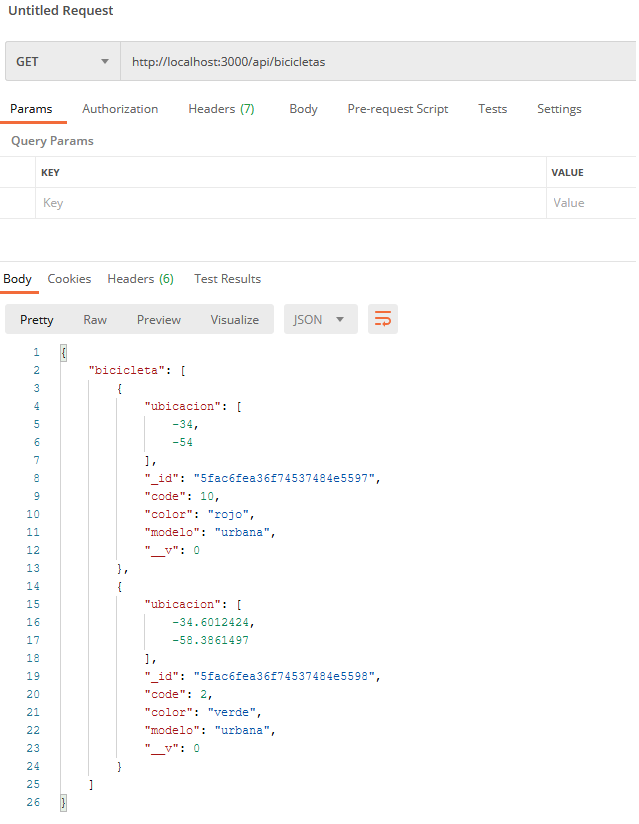 Untitled Request
GET http://localhost:3000/api/bicicletas
Params Authorization Headers (7) Body Pre-request Script Tests Settings
Query Params
KEY VALUE
Key Value
Body Cookies Headers (6) Test Results
Pretty Raw Preview Visualize JSON
1 {
2 "bicicleta": [
3 {
4 "ubicacion": [
5 -34,
6 -54
7 ],
8 "_id": "5fac6fea36f74537484e5597",
9 "code": 10,
10 "color": "rojo",
11 "modelo": "urbana",
12 "__v": 0
13 },
14 {
15 "ubicacion": [
16 -34.6012424,
17 -58.3861497
18 ],
19 "_id": "5fac6fea36f74537484e5598",
20 "code": 2,
21 "color": "verde",
22 "modelo": "urbana",
23 "__v": 0
24 }
25 ]
26 }